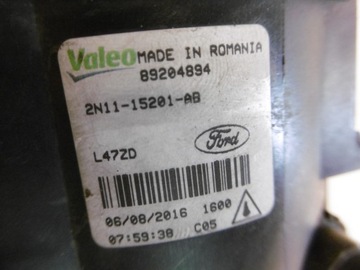 Valeo MADE IN ROMANIA
89204894
2N11-15201-AB
Ford
L47ZD
06/08/2016 1600
07:59:38 C05